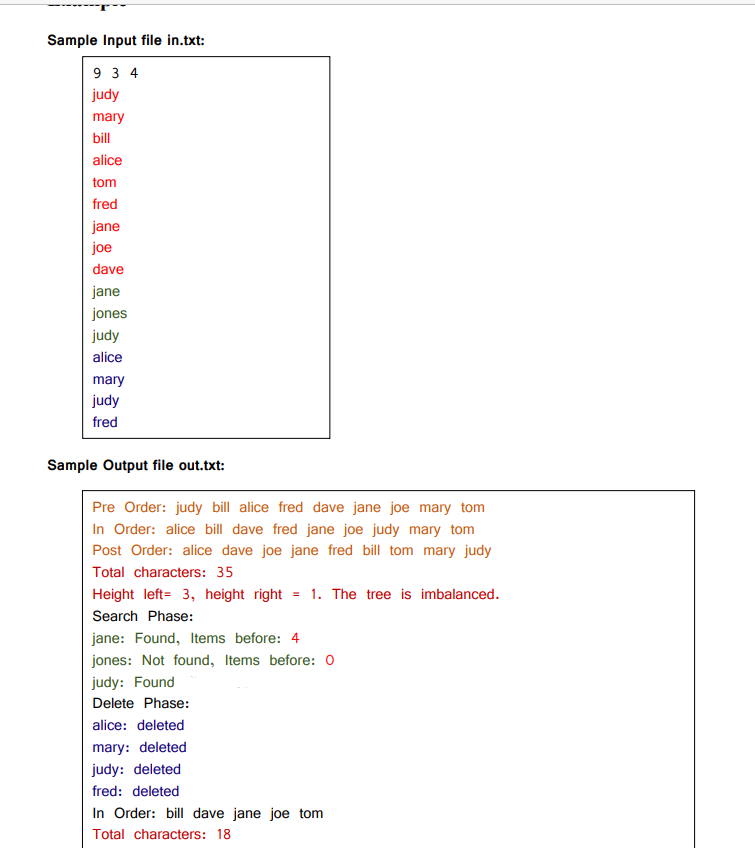 Sample Input file in.txt:
9 3 4
judy
mary
bill
alice
tom
fred
jane
joe
dave
jane
jones
judy
alice
mary
judy
fred
Sample Output file out.txt:
Pre Order: judy bill alice fred dave jane joe mary tom
In Order: alice bill dave fred jane joe judy mary tom
Post Order: alice dave joe jane fred bill tom mary judy
Total characters: 35
Height left= 3, height right = 1. The tree is imbalanced.
Search Phase:
jane: Found, Items before: 4
jones: Not found, Items before: 0
judy: Found
Delete Phase:
alice: deleted
mary: deleted
judy: deleted
fred: deleted
In Order: bill dave jane joe tom
Total characters: 18